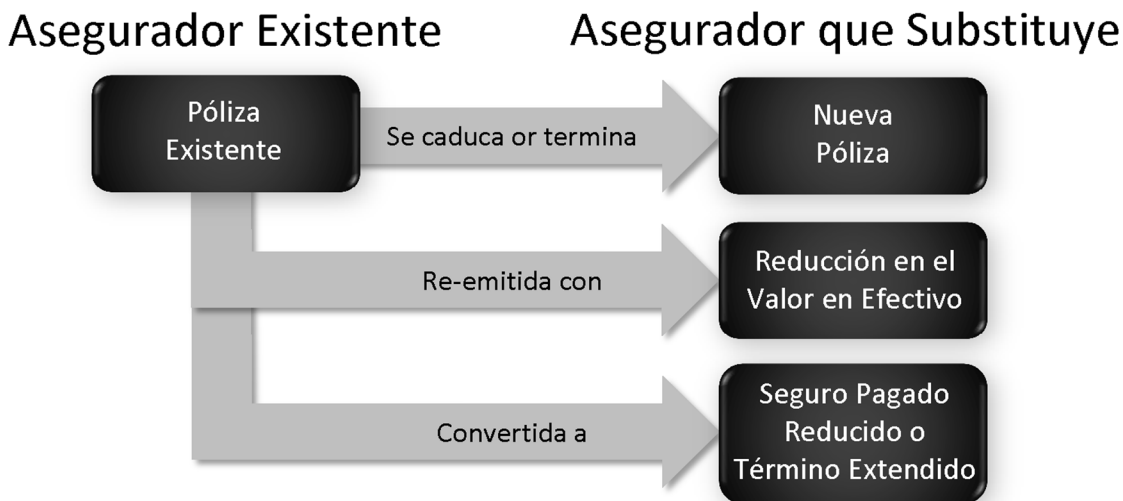 Asegurador Existente
Asegurador que Substituye
Póliza
Existente
Se caduca or termina
Nueva
Póliza
Re-emitida con
Reducción en el
Valor en Efectivo
Convertida a
Seguro Pagado
Reducido o
Término Extendido